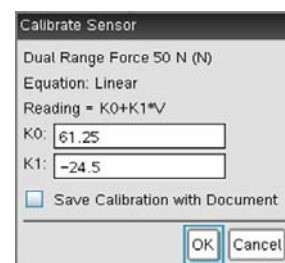 Calibrate Sensor
Dual Range Force 50 N (N)
Equation: Linear
Reading = K0+K1*V
K0: 61.25
K1: -24.5
Save Calibration with Document
OK Cancel